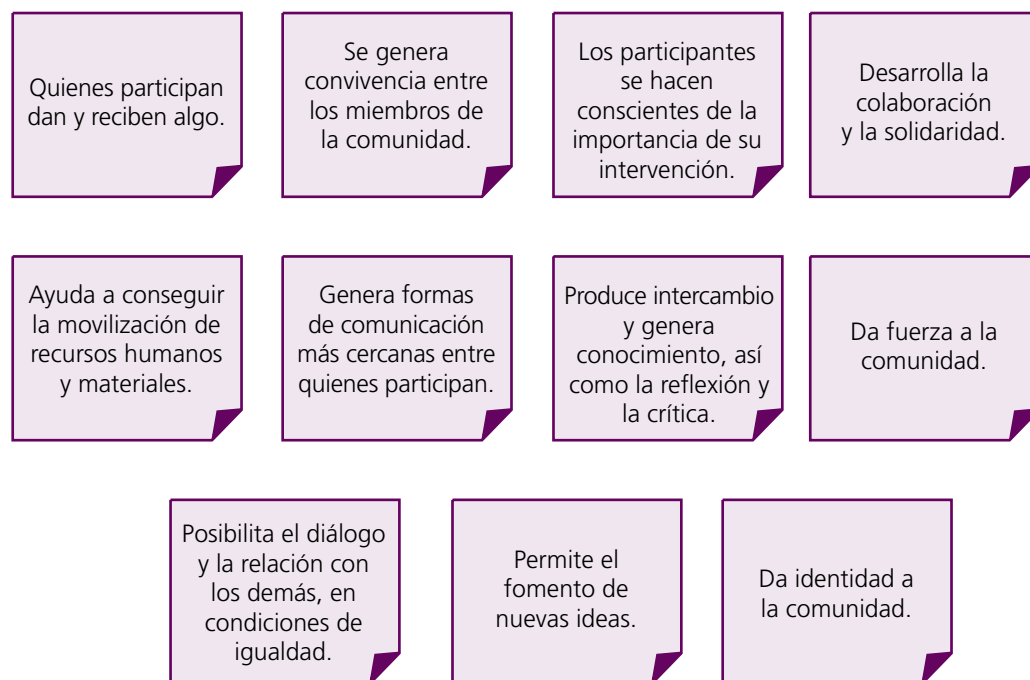 Quienes participan
dan y reciben algo.
Se genera
convivencia entre
los miembros de
la comunidad.
Los participantes
se hacen
conscientes de la
importancia de su
intervención.
Desarrolla la
colaboración
y la solidaridad.
Ayuda a conseguir
la movilización de
recursos humanos
y materiales.
Genera formas
de comunicación
más cercanas entre
quienes participan.
Produce intercambio
y genera
conocimiento, así
como la reflexión y
la crítica.
Da fuerza a la
comunidad.
Posibilita el diálogo
y la relación con
los demás, en
condiciones de
igualdad.
Permite el
fomento de
nuevas ideas.
Da identidad a
la comunidad.